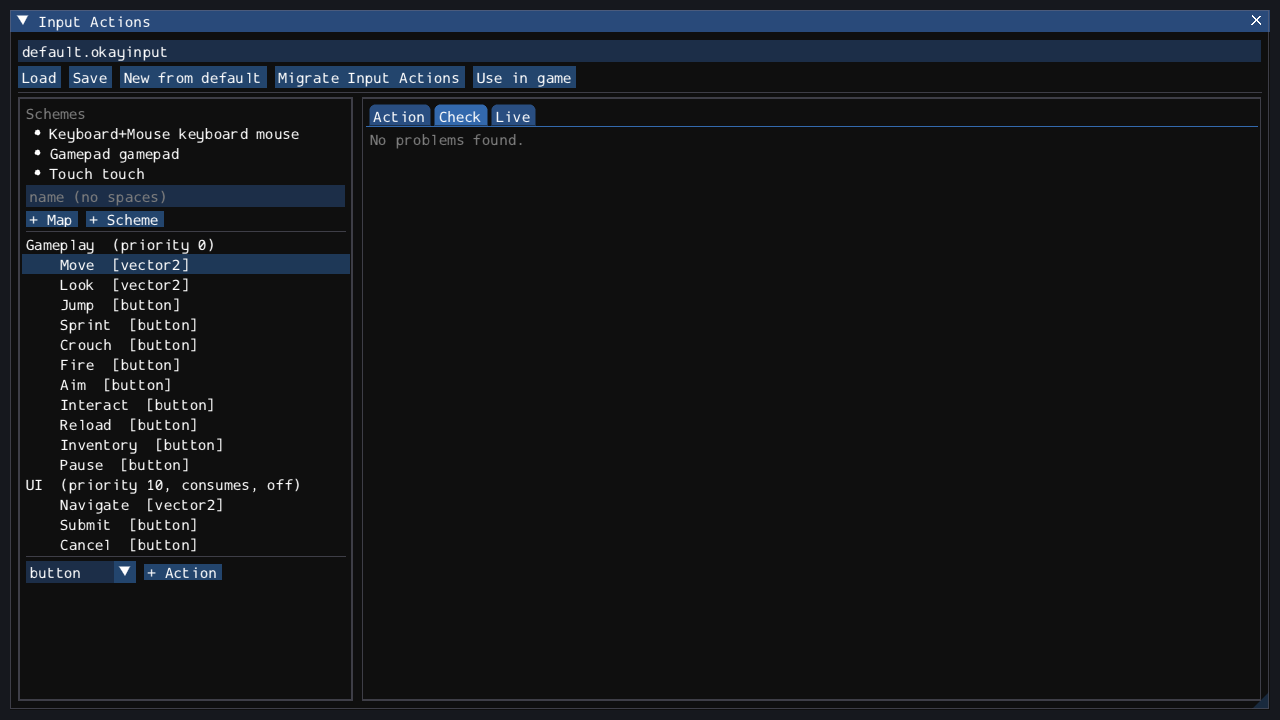 Input Actions
default.okayinput
Load Save New from default Migrate Input Actions Use in game
Schemes
Keyboard+Mouse keyboard mouse
Gamepad gamepad
Touch touch
name (no spaces)
+ Map + Scheme
Gameplay (priority 0)
Move [vector2]
Look [vector2]
Jump [button]
Sprint [button]
Crouch [button]
Fire [button]
Aim [button]
Interact [button]
Reload [button]
Inventory [button]
Pause [button]
UI (priority 10, consumes, off)
Navigate [vector2]
Submit [button]
Cancel [button]
button + Action
Action Check Live
No problems found.